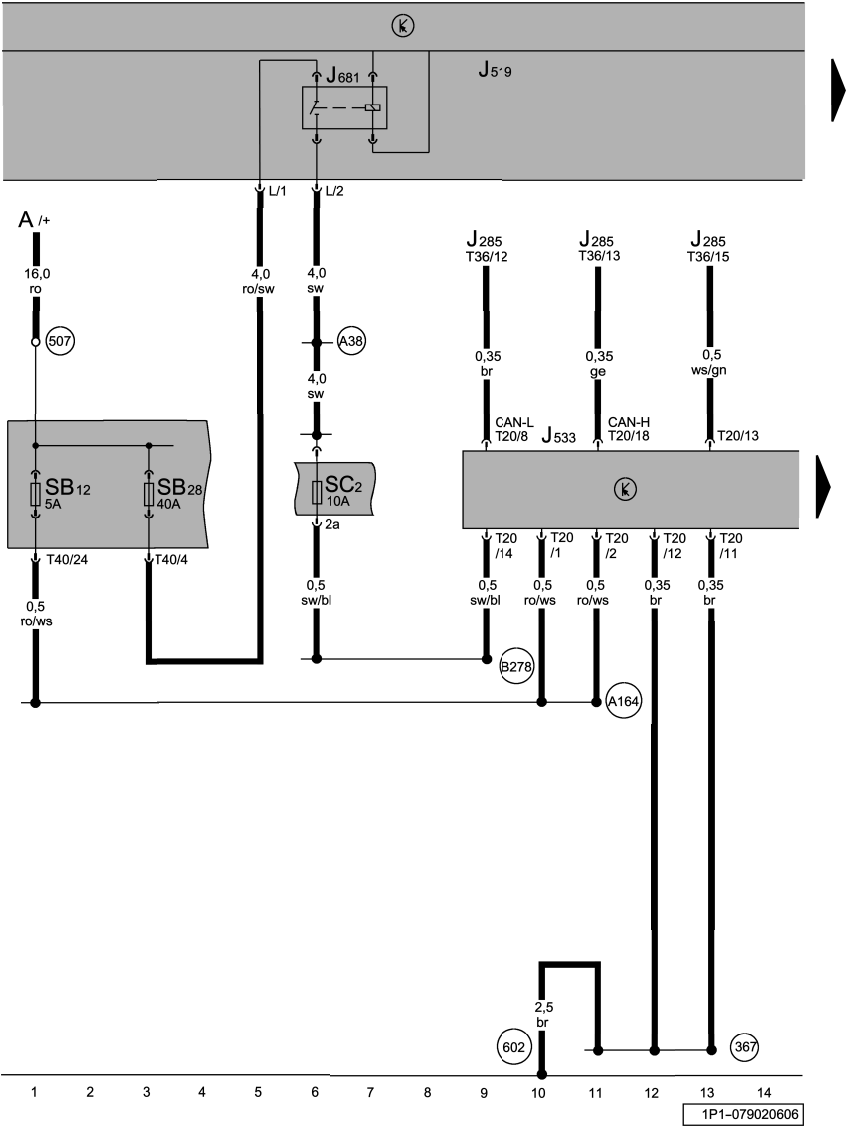 J681
J519
L/1
L/2
A /+
J285
T36/12
J285
T36/13
J285
T36/15
16,0
ro
4,0
ro/sw
4,0
sw
507
A38
0,35
br
0,35
ge
0,5
ws/gn
4,0
sw
CAN-L
T20/8
J533
CAN-H
T20/18
T20/13
SB12
5A
SB28
40A
SC2
10A
2a
T40/24
T40/4
T20
/14
T20
/1
T20
/2
T20
/12
T20
/11
0,5
ro/ws
0,5
sw/bl
0,5
sw/bl
0,5
ro/ws
0,5
ro/ws
0,35
br
0,35
br
B278
A164
2,5
br
602
367
1 2 3 4 5 6 7 8 9 10 11 12 13 14
1P1-079020606